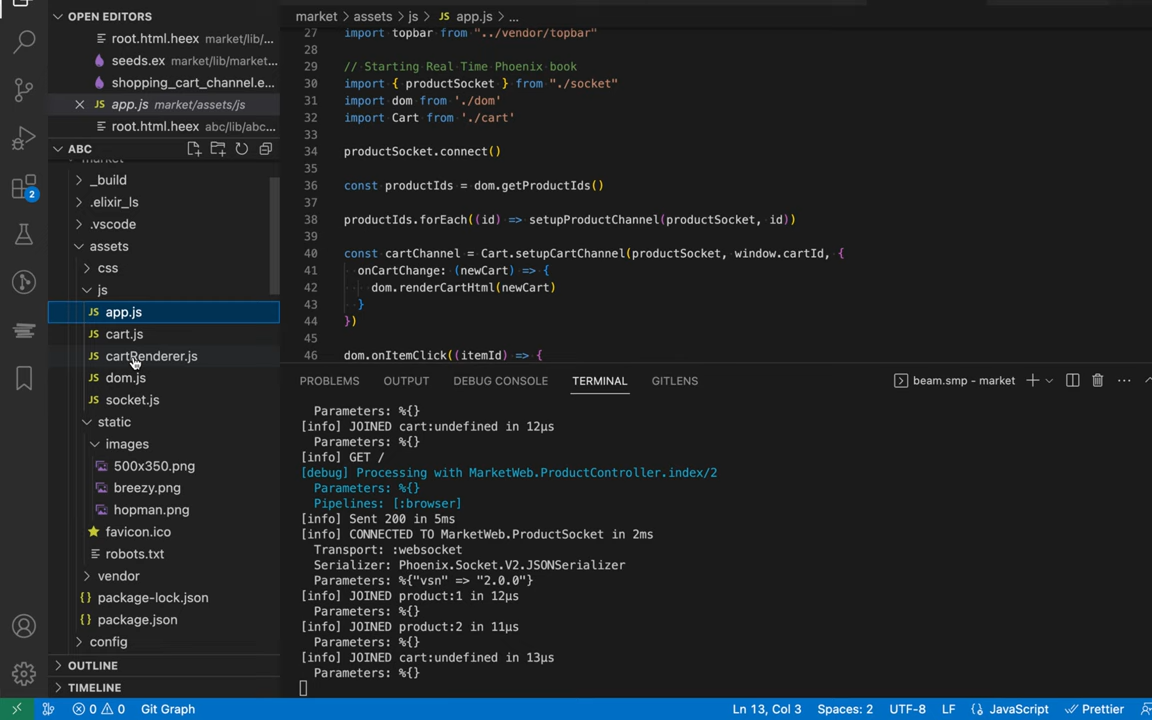 OPEN EDITORS
root.html.heex market/lib/...
seeds.ex market/lib/market...
shopping_cart_channel.e...
JS app.js market/assets/js
root.html.heex abc/lib/abc...
ABC
market
_build
.elixir_ls
.vscode
assets
css
js
JS app.js
JS cart.js
JS cartRenderer.js
JS dom.js
JS socket.js
static
images
500x350.png
breezy.png
hopman.png
favicon.ico
robots.txt
vendor
{} package-lock.json
{} package.json
config
OUTLINE
TIMELINE
2
market > assets > js > JS app.js > ...
27 import topbar from "../vendor/topbar"
28
29 // Starting Real Time Phoenix book
30 import { productSocket } from "./socket"
31 import dom from './dom'
32 import Cart from './cart'
33
34 productSocket.connect()
35
36 const productIds = dom.getProductIds()
37
38 productIds.forEach((id) => setupProductChannel(productSocket, id))
39
40 const cartChannel = Cart.setupCartChannel(productSocket, window.cartId, {
41 onCartChange: (newCart) => {
42 dom.renderCartHtml(newCart)
43 }
44 })
45
46 dom.onItemClick((itemId) => {
PROBLEMS OUTPUT DEBUG CONSOLE TERMINAL GITLENS beam.smp - market
Parameters: %{}
[info] JOINED cart:undefined in 12µs
Parameters: %{}
[info] GET /
[debug] Processing with MarketWeb.ProductController.index/2
Parameters: %{}
Pipelines: [:browser]
[info] Sent 200 in 5ms
[info] CONNECTED TO MarketWeb.ProductSocket in 2ms
Transport: :websocket
Serializer: Phoenix.Socket.V2.JSONSerializer
Parameters: %{"vsn" => "2.0.0"}
[info] JOINED product:1 in 12µs
Parameters: %{}
[info] JOINED product:2 in 11µs
Parameters: %{}
[info] JOINED cart:undefined in 13µs
Parameters: %{}
0 0 Git Graph Ln 13, Col 3 Spaces: 2 UTF-8 LF {} JavaScript Prettier